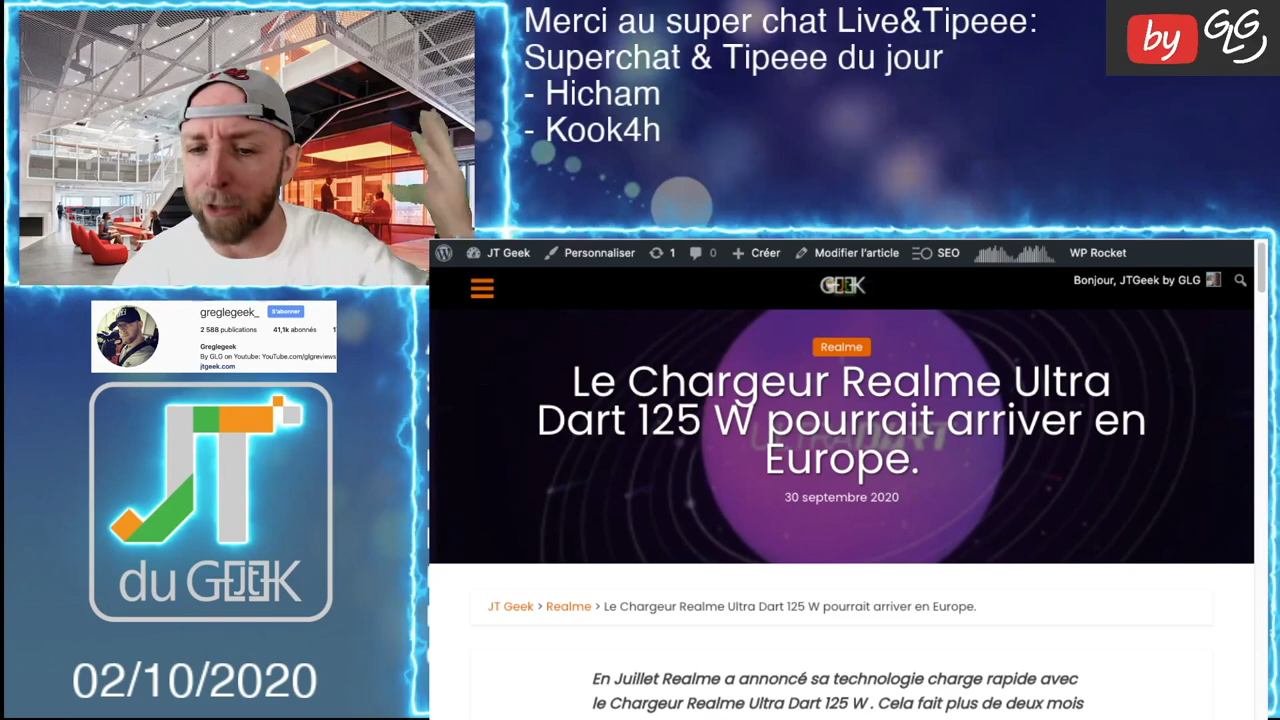 Merci au super chat Live&Tipeee:
Superchat & Tipeee du jour
- Hicham
- Kook4h
by GLG
greglegeek_ S'abonner
2 588 publications 41,1k abonnés 1
Greglegeek
By GLG on Youtube: YouTube.com/glgreviews
jtgeek.com
JT
du GEEK
02/10/2020
JT Geek Personnaliser 1 0 Créer Modifier l'article SEO WP Rocket
GEEK
Bonjour, JTGeek by GLG
Realme
Le Chargeur Realme Ultra
Dart 125 W pourrait arriver en
Europe.
30 septembre 2020
JT Geek > Realme > Le Chargeur Realme Ultra Dart 125 W pourrait arriver en Europe.
En Juillet Realme a annoncé sa technologie charge rapide avec
le Chargeur Realme Ultra Dart 125 W . Cela fait plus de deux mois